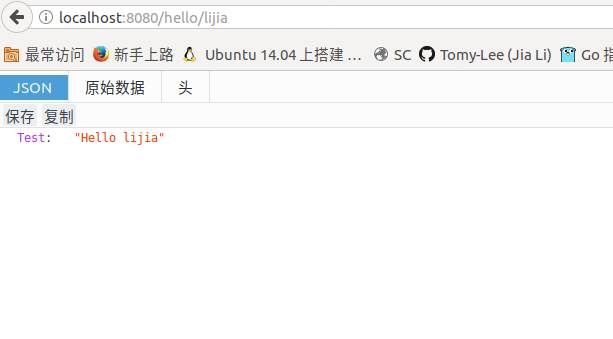 localhost:8080/hello/lijia
最常访问 新手上路 Ubuntu 14.04 上搭建 ... SC Tomy-Lee (Jia Li) Go 指
JSON 原始数据 头
保存 复制
Test: "Hello lijia"